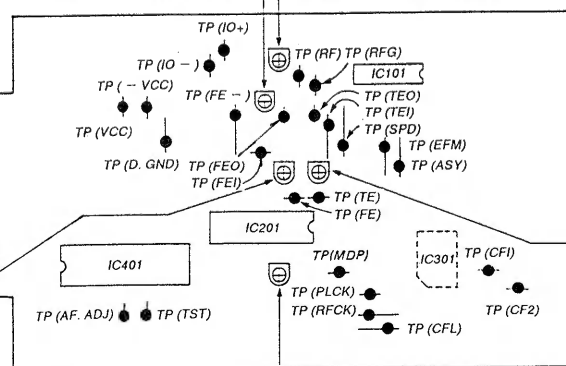 TP (IO+)
TP (IO−)
TP (RF) TP (RFG)
IC101
TP (−VCC)
TP (FE−)
TP (TEO)
TP (TEI)
TP (SPD)
TP (VCC)
TP (EFM)
TP (D. GND)
TP (FEO)
TP (ASY)
TP (FEI)
TP (TE)
TP (FE)
IC201
TP(MDP)
TP (CFI)
IC401
IC301
TP (PLCK)
TP (AF. ADJ)
TP (TST)
TP (RFCK)
TP (CF2)
TP (CFL)